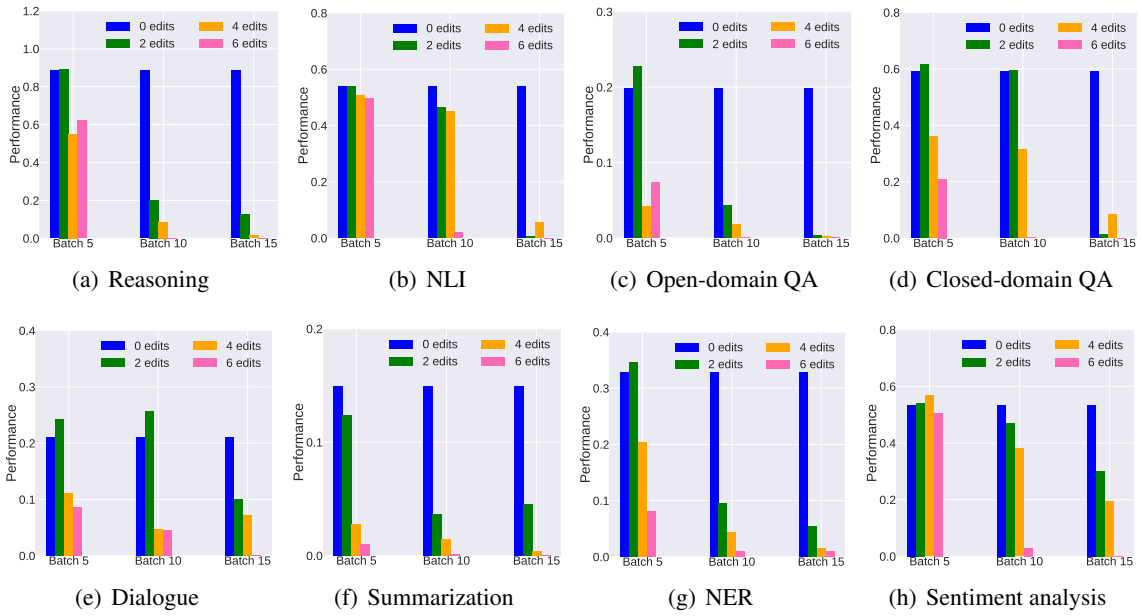 1.2
1.0
0.8
0.6
0.4
0.2
0.0
Performance
0 edits 4 edits
2 edits 6 edits
Batch 5 Batch 10 Batch 15
(a) Reasoning
0.8
0.6
0.4
0.2
0.0
Performance
0 edits 4 edits
2 edits 6 edits
Batch 5 Batch 10 Batch 15
(b) NLI
0.3
0.2
0.1
0.0
Performance
0 edits 4 edits
2 edits 6 edits
Batch 5 Batch 10 Batch 15
(c) Open-domain QA
0.8
0.6
0.4
0.2
0.0
Performance
0 edits 4 edits
2 edits 6 edits
Batch 5 Batch 10 Batch 15
(d) Closed-domain QA
0.4
0.3
0.2
0.1
0.0
Performance
0 edits 4 edits
2 edits 6 edits
Batch 5 Batch 10 Batch 15
(e) Dialogue
0.2
0.1
0.0
Performance
0 edits 4 edits
2 edits 6 edits
Batch 5 Batch 10 Batch 15
(f) Summarization
0.4
0.3
0.2
0.1
0.0
Performance
0 edits 4 edits
2 edits 6 edits
Batch 5 Batch 10 Batch 15
(g) NER
0.8
0.6
0.4
0.2
0.0
Performance
0 edits 4 edits
2 edits 6 edits
Batch 5 Batch 10 Batch 15
(h) Sentiment analysis